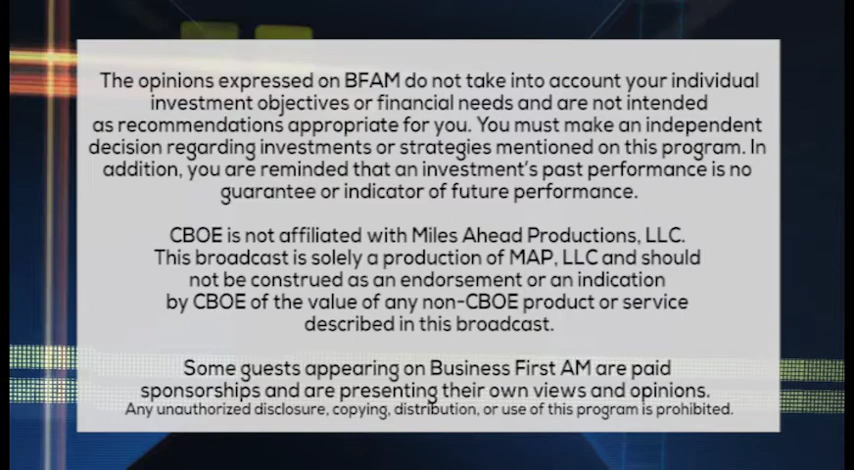 The opinions expressed on BFAM do not take into account your individual
investment objectives or financial needs and are not intended
as recommendations appropriate for you. You must make an independent
decision regarding investments or strategies mentioned on this program. In
addition, you are reminded that an investment's past performance is no
guarantee or indicator of future performance.
CBOE is not affiliated with Miles Ahead Productions, LLC.
This broadcast is solely a production of MAP, LLC and should
not be construed as an endorsement or an indication
by CBOE of the value of any non-CBOE product or service
described in this broadcast.
Some guests appearing on Business First AM are paid
sponsorships and are presenting their own views and opinions.
Any unauthorized disclosure, copying, distribution, or use of this program is prohibited.